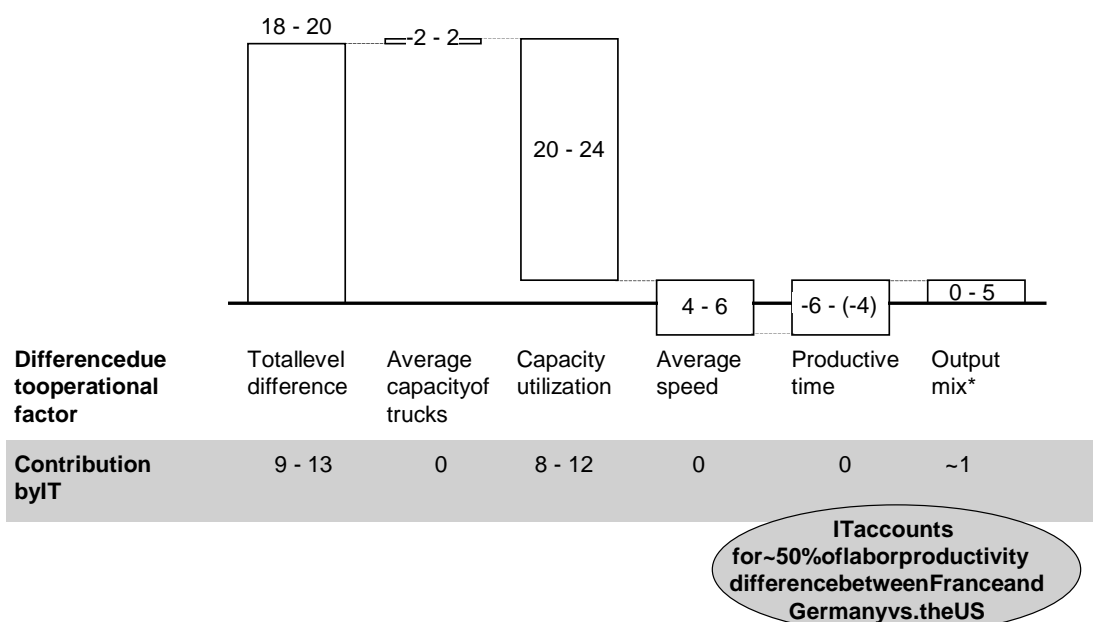 18 - 20
-2 - 2
20 - 24
4 - 6
-6 - (-4)
0 - 5
Differencedue
tooperational
factor
Totallevel
difference
Average
capacityof
trucks
Capacity
utilization
Average
speed
Productive
time
Output
mix*
Contribution
byIT
9 - 13
0
8 - 12
0
0
~1
ITaccounts
for~50%oflaborproductivity
differencebetweenFranceand
Germanyvs.theUS